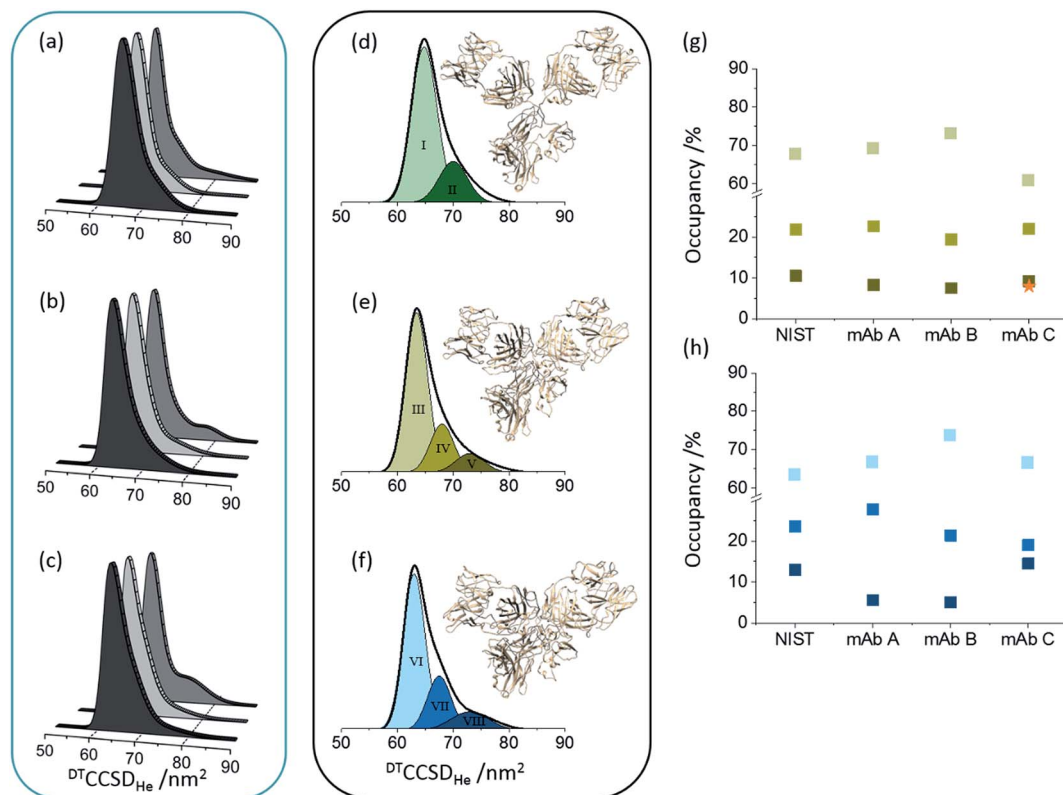 (a)
50 60 70 80 90
(b)
50 60 70 80 90
(c)
50 60 70 80 90
ᴰᵀCCSD_He /nm²
(d)
I
II
50 60 70 80 90
(e)
III
IV
V
50 60 70 80 90
(f)
VI
VII
VIII
50 60 70 80 90
ᴰᵀCCSD_He /nm²
(g)
Occupancy /%
90
80
70
60
20
10
0
NIST mAb A mAb B mAb C
(h)
Occupancy /%
90
80
70
60
20
10
0
NIST mAb A mAb B mAb C